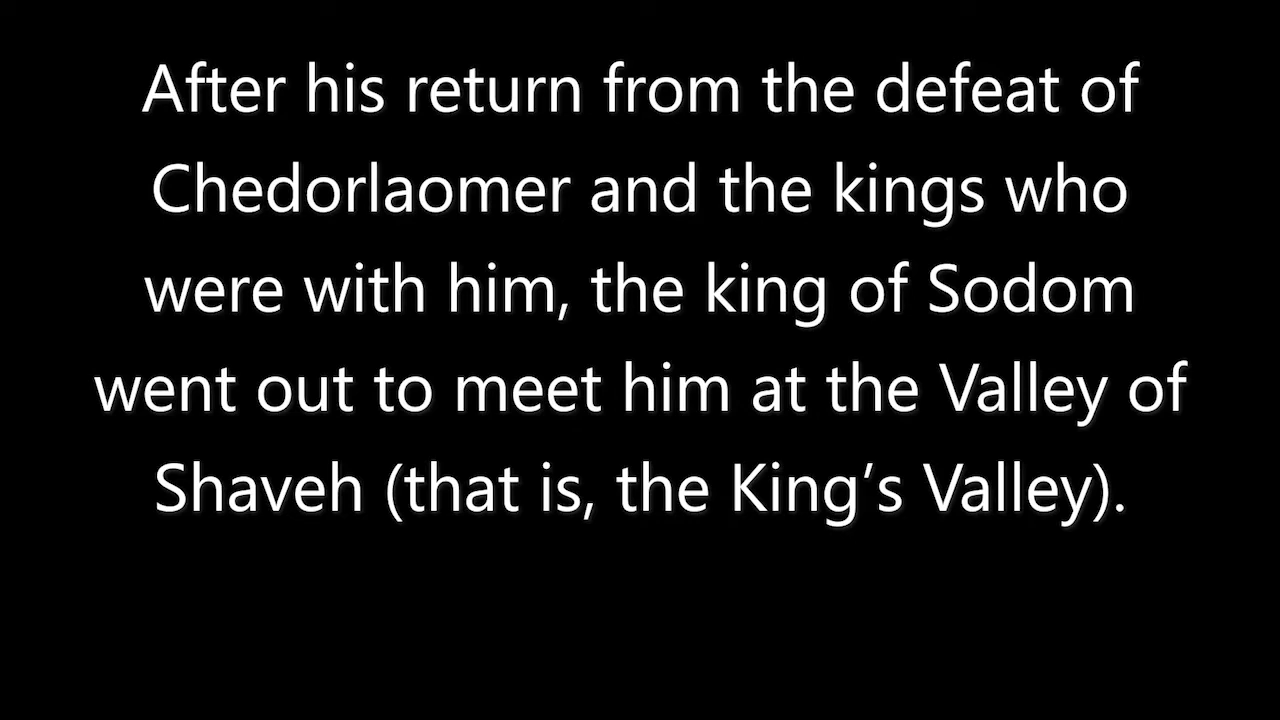 After his return from the defeat of
Chedorlaomer and the kings who
were with him, the king of Sodom
went out to meet him at the Valley of
Shaveh (that is, the King’s Valley).